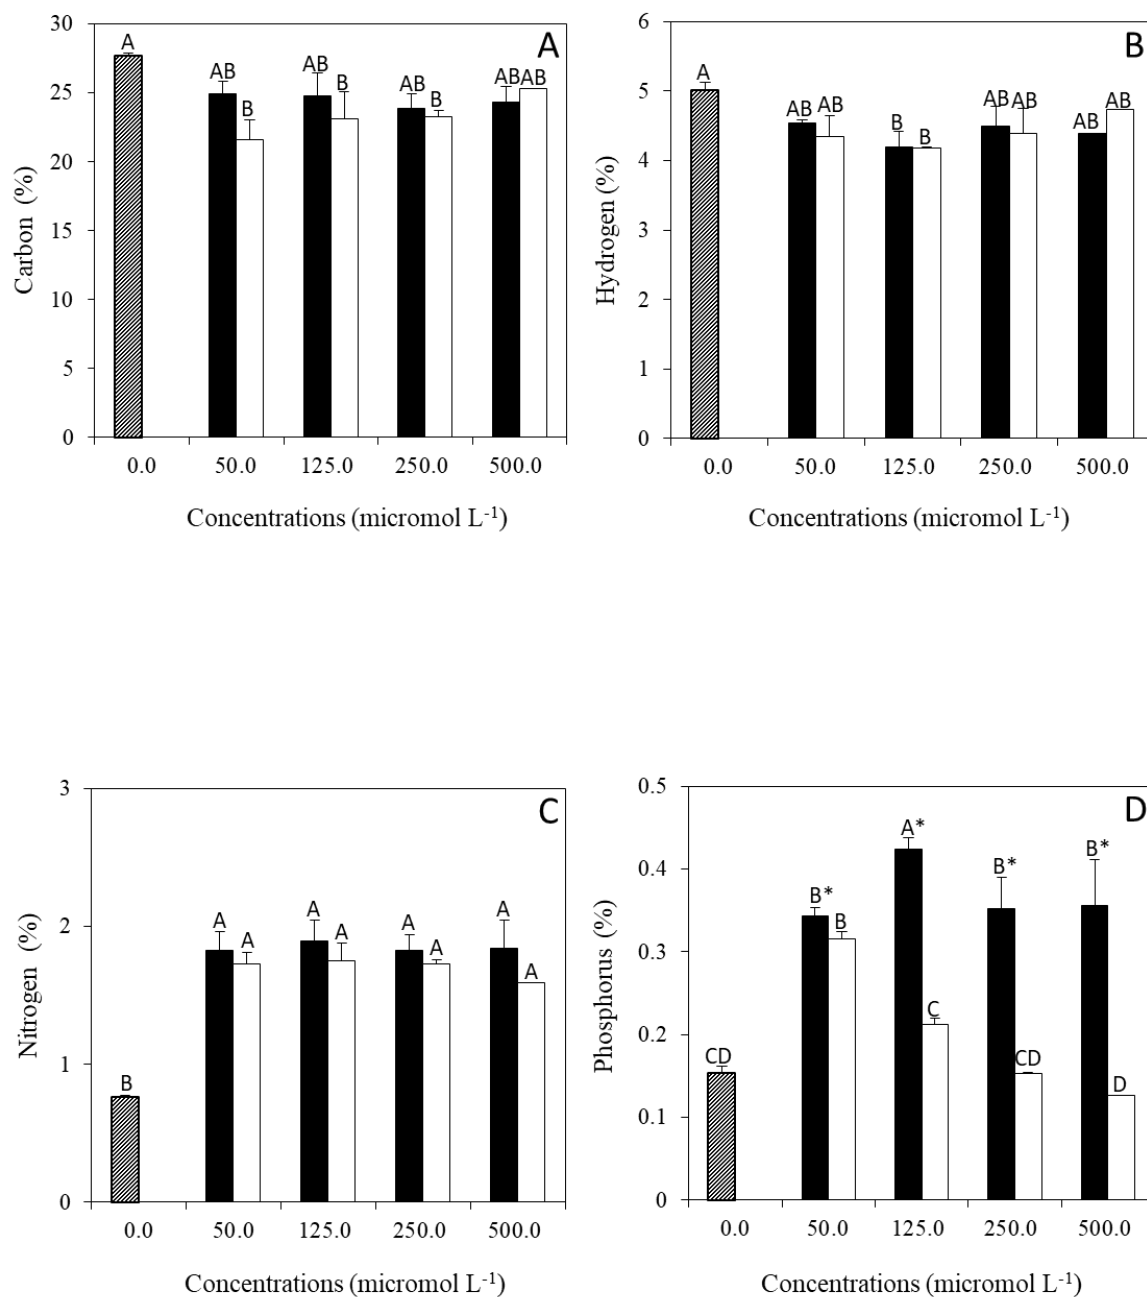 A
30
25
20
15
10
5
0
Carbon (%)
A
AB
B
AB
B
AB
B
AB
AB
0.0 50.0 125.0 250.0 500.0
Concentrations (micromol L⁻¹)
B
6
5
4
3
2
1
0
Hydrogen (%)
A
AB
AB
B
B
AB
AB
AB
AB
0.0 50.0 125.0 250.0 500.0
Concentrations (micromol L⁻¹)
C
3
2
1
0
Nitrogen (%)
B
A
A
A
A
A
A
A
A
0.0 50.0 125.0 250.0 500.0
Concentrations (micromol L⁻¹)
D
0.5
0.4
0.3
0.2
0.1
0
Phosphorus (%)
CD
B*
B
A*
C
B*
CD
B*
D
0.0 50.0 125.0 250.0 500.0
Concentrations (micromol L⁻¹)